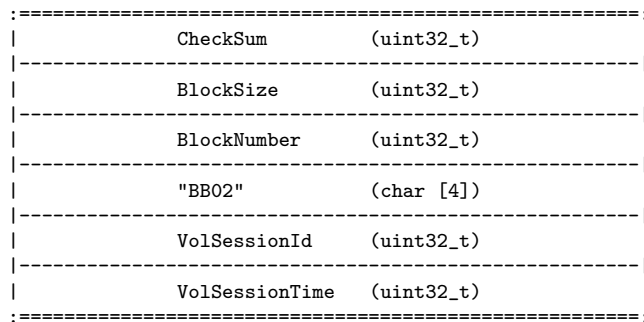 :=======================================================:
|              CheckSum         (uint32_t)
|-------------------------------------------------------|
|              BlockSize        (uint32_t)
|-------------------------------------------------------|
|              BlockNumber      (uint32_t)
|-------------------------------------------------------|
|              "BB02"           (char [4])
|-------------------------------------------------------|
|              VolSessionId     (uint32_t)
|-------------------------------------------------------|
|              VolSessionTime   (uint32_t)
:=======================================================: